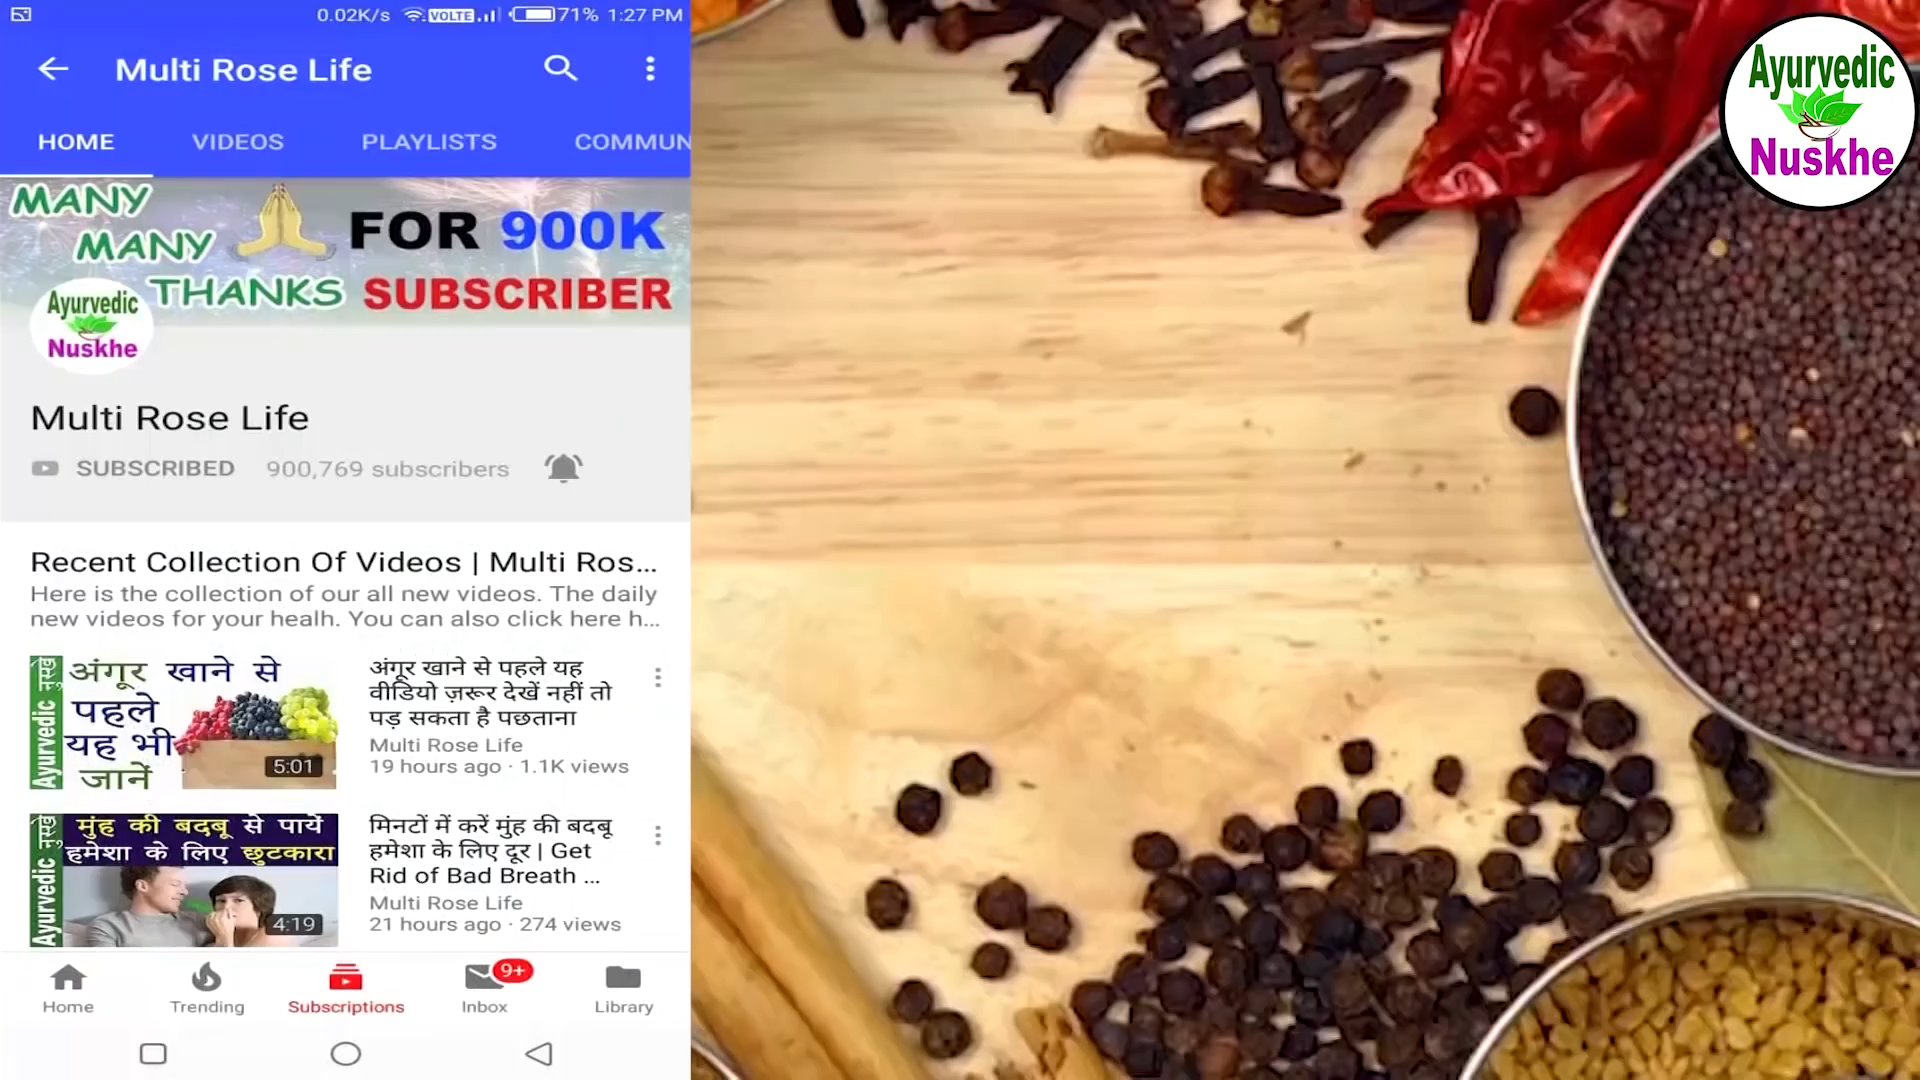 0.02K/s VOLTE 71% 1:27 PM
Multi Rose Life
HOME VIDEOS PLAYLISTS COMMUN
MANY
MANY
THANKS
FOR 900K
SUBSCRIBER
Ayurvedic
Nuskhe
Multi Rose Life
SUBSCRIBED 900,769 subscribers
Recent Collection Of Videos | Multi Ros...
Here is the collection of our all new videos. The daily
new videos for your healh. You can also click here h...
Ayurvedic नुस्खे
अंगूर खाने से
पहले
यह भी
जानें
5:01
अंगूर खाने से पहले यह
वीडियो ज़रूर देखें नहीं तो
पड़ सकता है पछताना
Multi Rose Life
19 hours ago · 1.1K views
Ayurvedic नुस्खे
मुंह की बदबू से पायें
हमेशा के लिए छुटकारा
4:19
मिनटों में करें मुंह की बदबू
हमेशा के लिए दूर | Get
Rid of Bad Breath ...
Multi Rose Life
21 hours ago · 274 views
Home Trending Subscriptions Inbox 9+ Library
Ayurvedic
Nuskhe